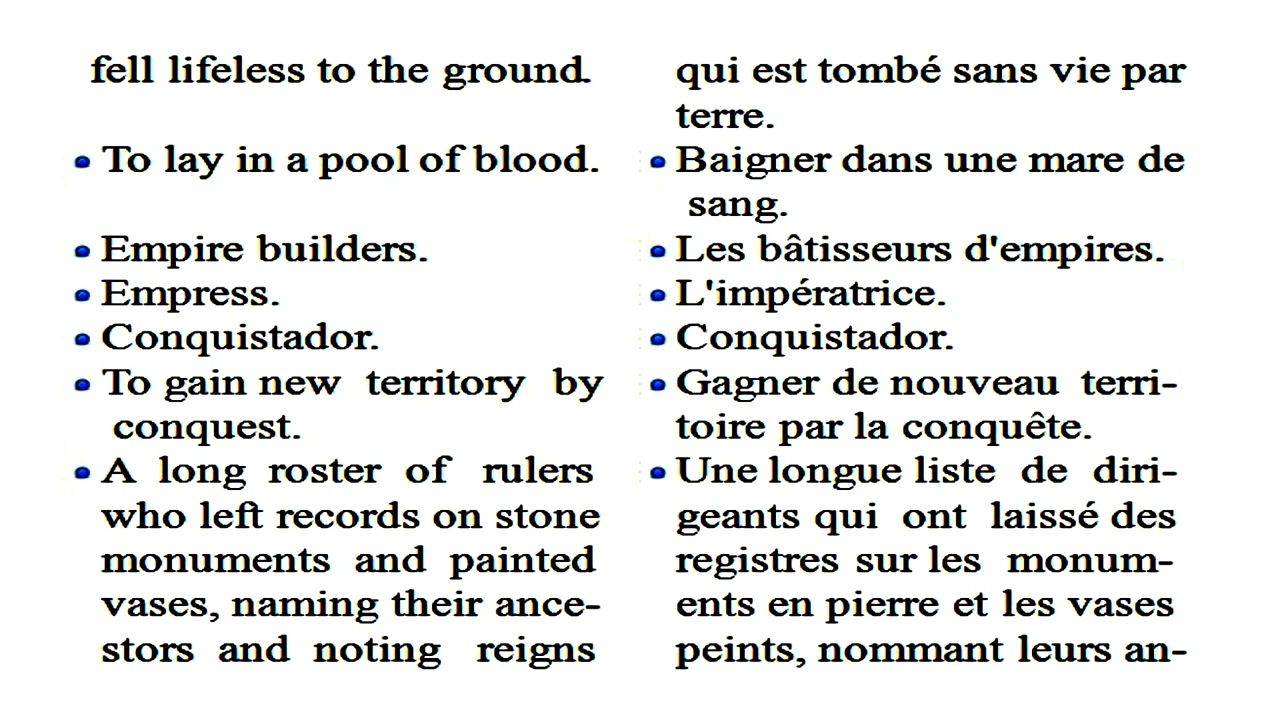 fell lifeless to the ground.
• To lay in a pool of blood.
• Empire builders.
• Empress.
• Conquistador.
• To gain new territory by
conquest.
• A long roster of rulers
who left records on stone
monuments and painted
vases, naming their ance-
stors and noting reigns
qui est tombé sans vie par
terre.
• Baigner dans une mare de
sang.
• Les bâtisseurs d'empires.
• L'impératrice.
• Conquistador.
• Gagner de nouveau terri-
toire par la conquête.
• Une longue liste de diri-
geants qui ont laissé des
registres sur les monum-
ents en pierre et les vases
peints, nommant leurs an-